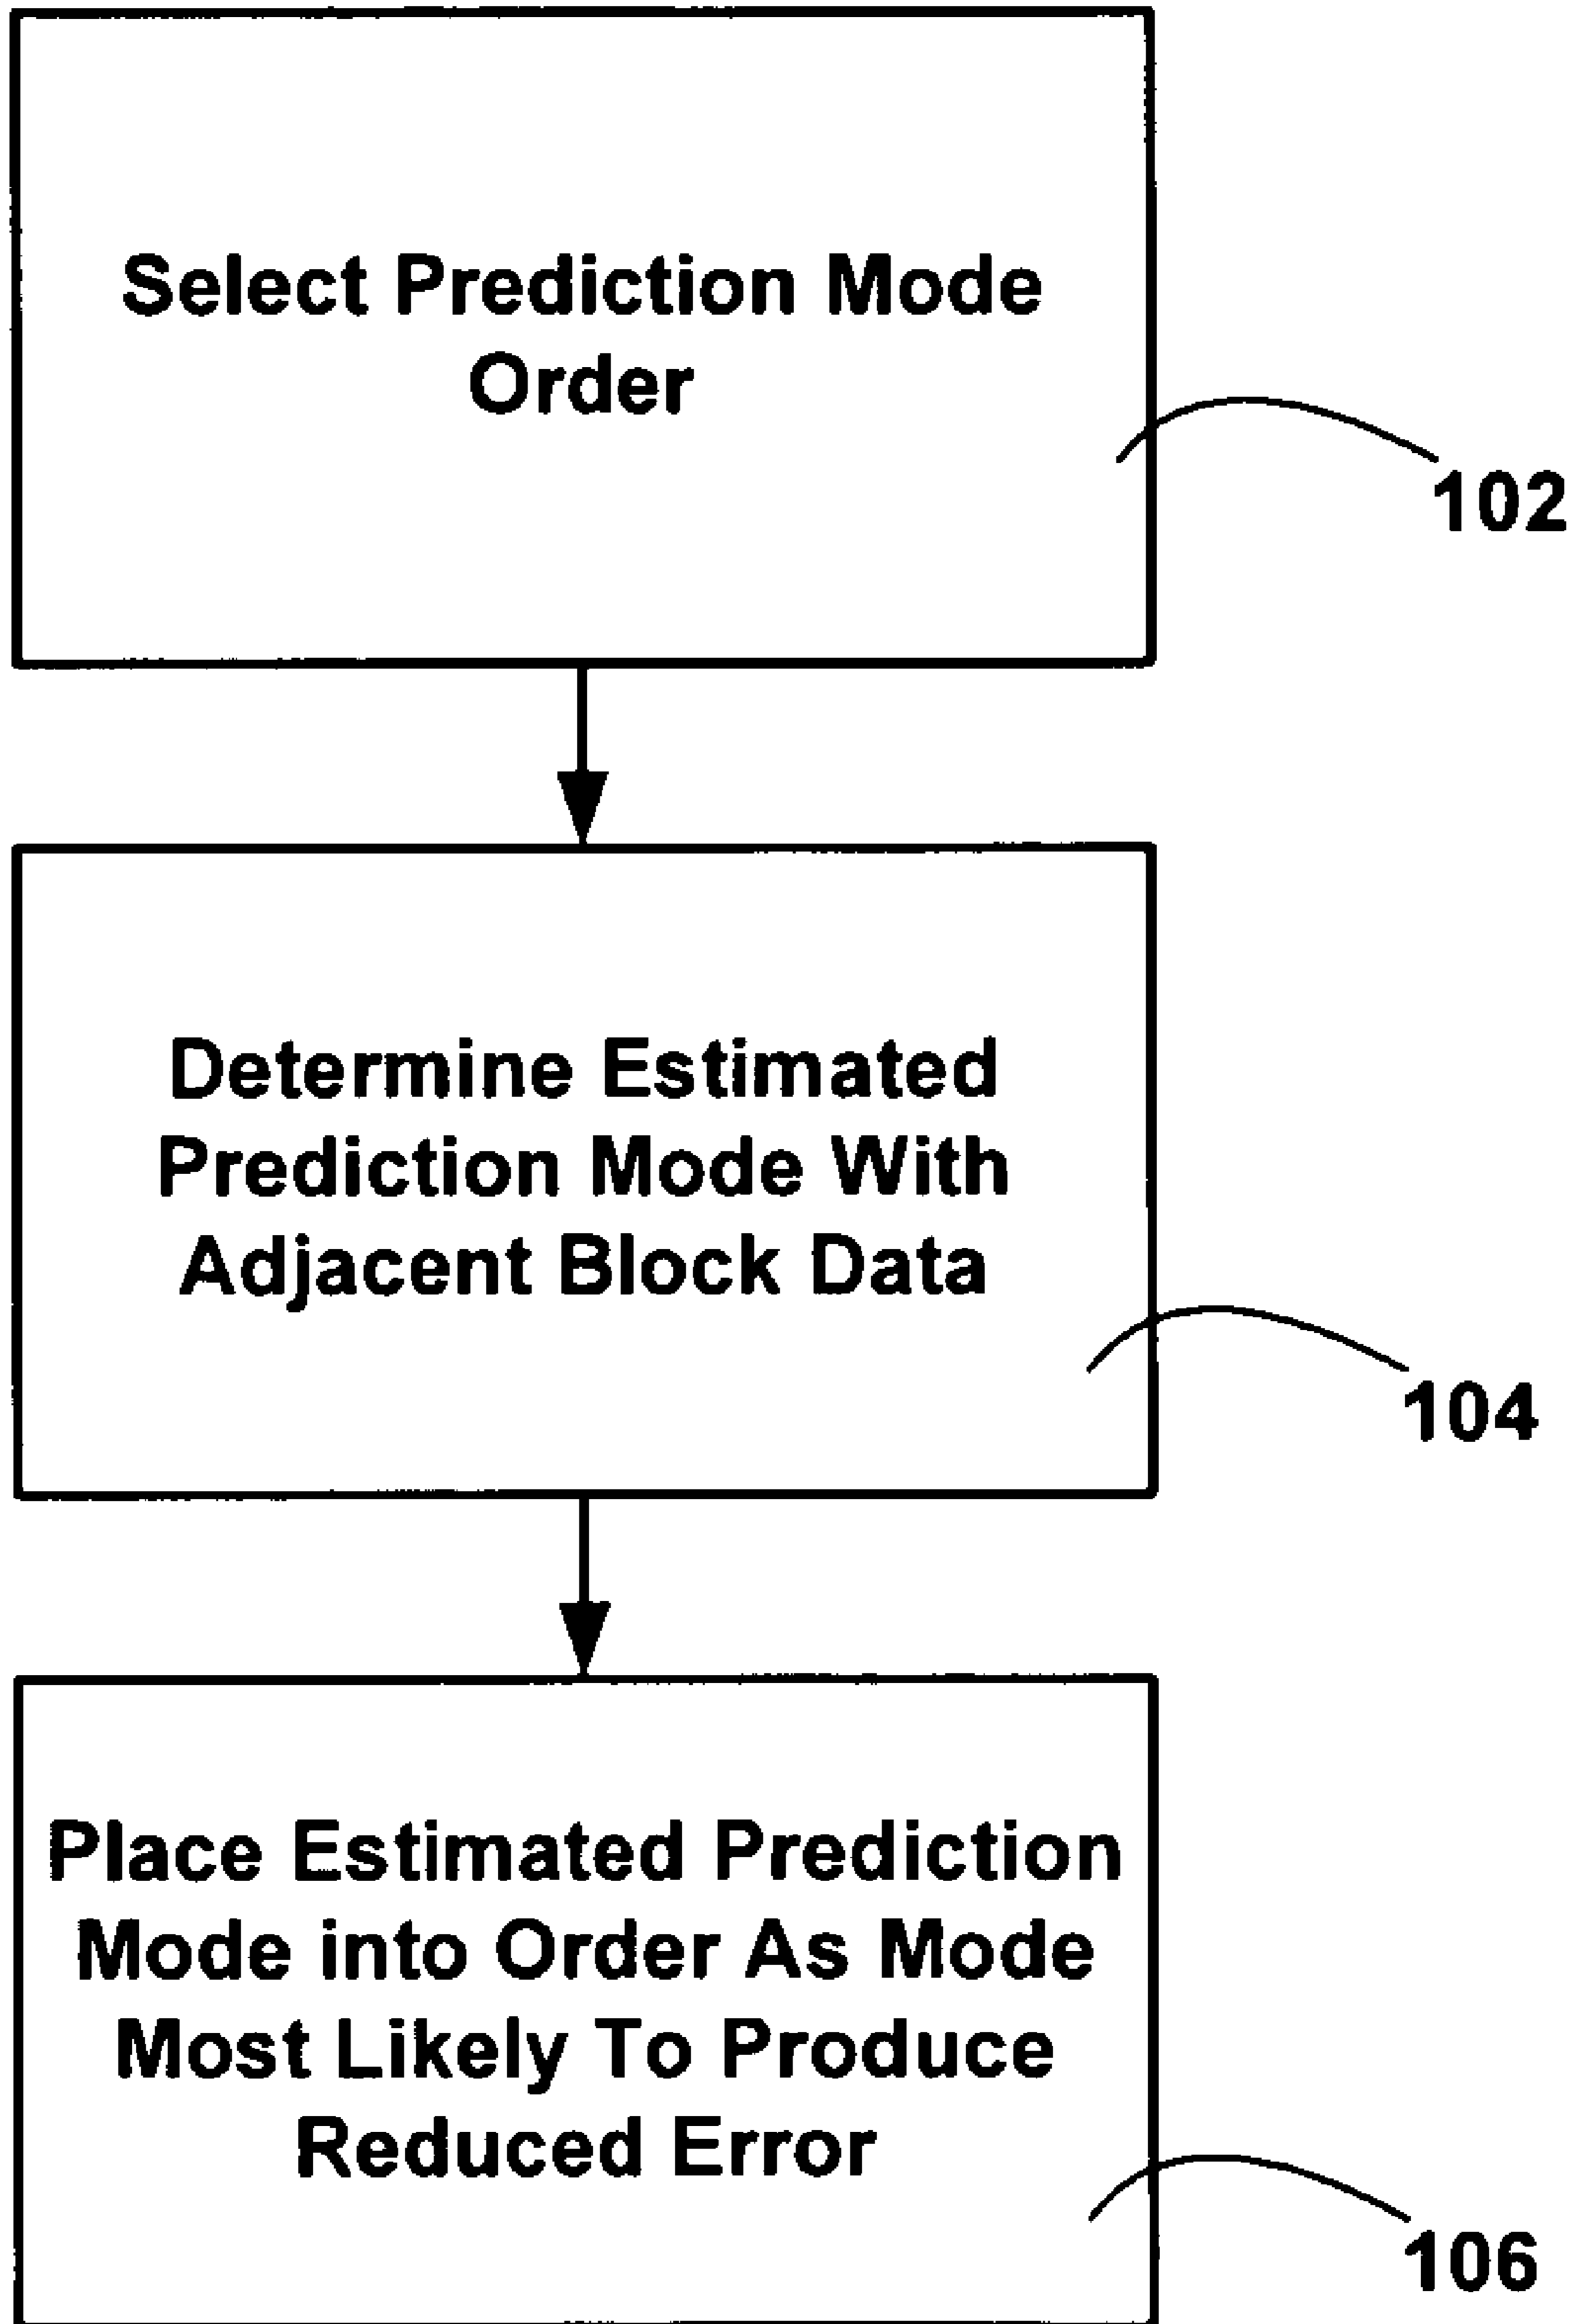 Select Prediction Mode
Order
102
Determine Estimated
Prediction Mode With
Adjacent Block Data
104
Place Estimated Prediction
Mode into Order As Mode
Most Likely To Produce
Reduced Error
106